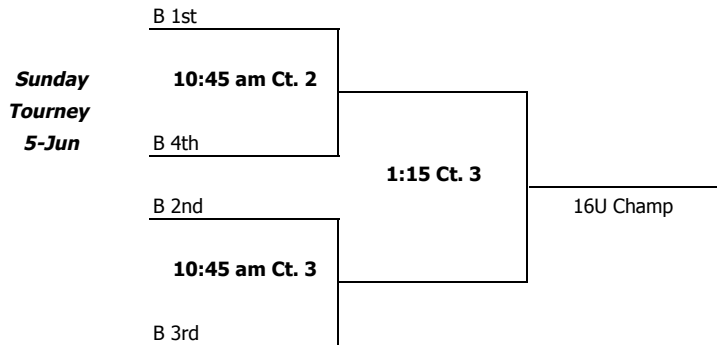 B 1st
Sunday
Tourney
5-Jun
10:45 am Ct. 2
B 4th
1:15 Ct. 3
B 2nd
16U Champ
10:45 am Ct. 3
B 3rd